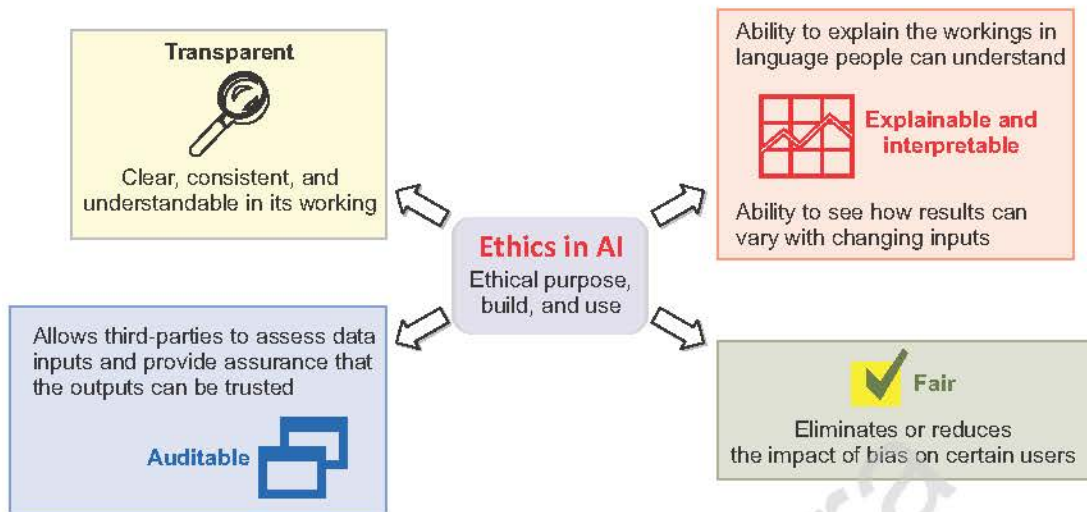 Transparent
Clear, consistent, and
understandable in its working
Ability to explain the workings in
language people can understand
Explainable and
interpretable
Ability to see how results can
vary with changing inputs
Ethics in AI
Ethical purpose,
build, and use
Allows third-parties to assess data
inputs and provide assurance that
the outputs can be trusted
Auditable
Fair
Eliminates or reduces
the impact of bias on certain users